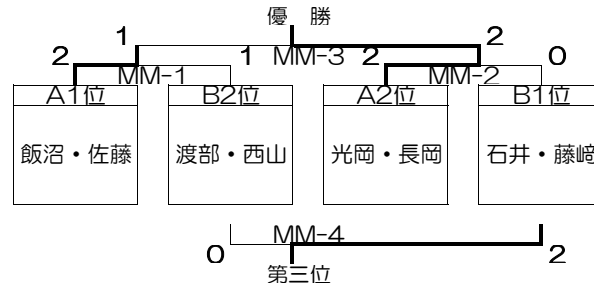 優　勝
1 2
2 1 MM-3 2 0
MM-1 MM-2
A1位 B2位 A2位 B1位
飯沼・佐藤 渡部・西山 光岡・長岡 石井・藤﨑
MM-4
0 2
第三位